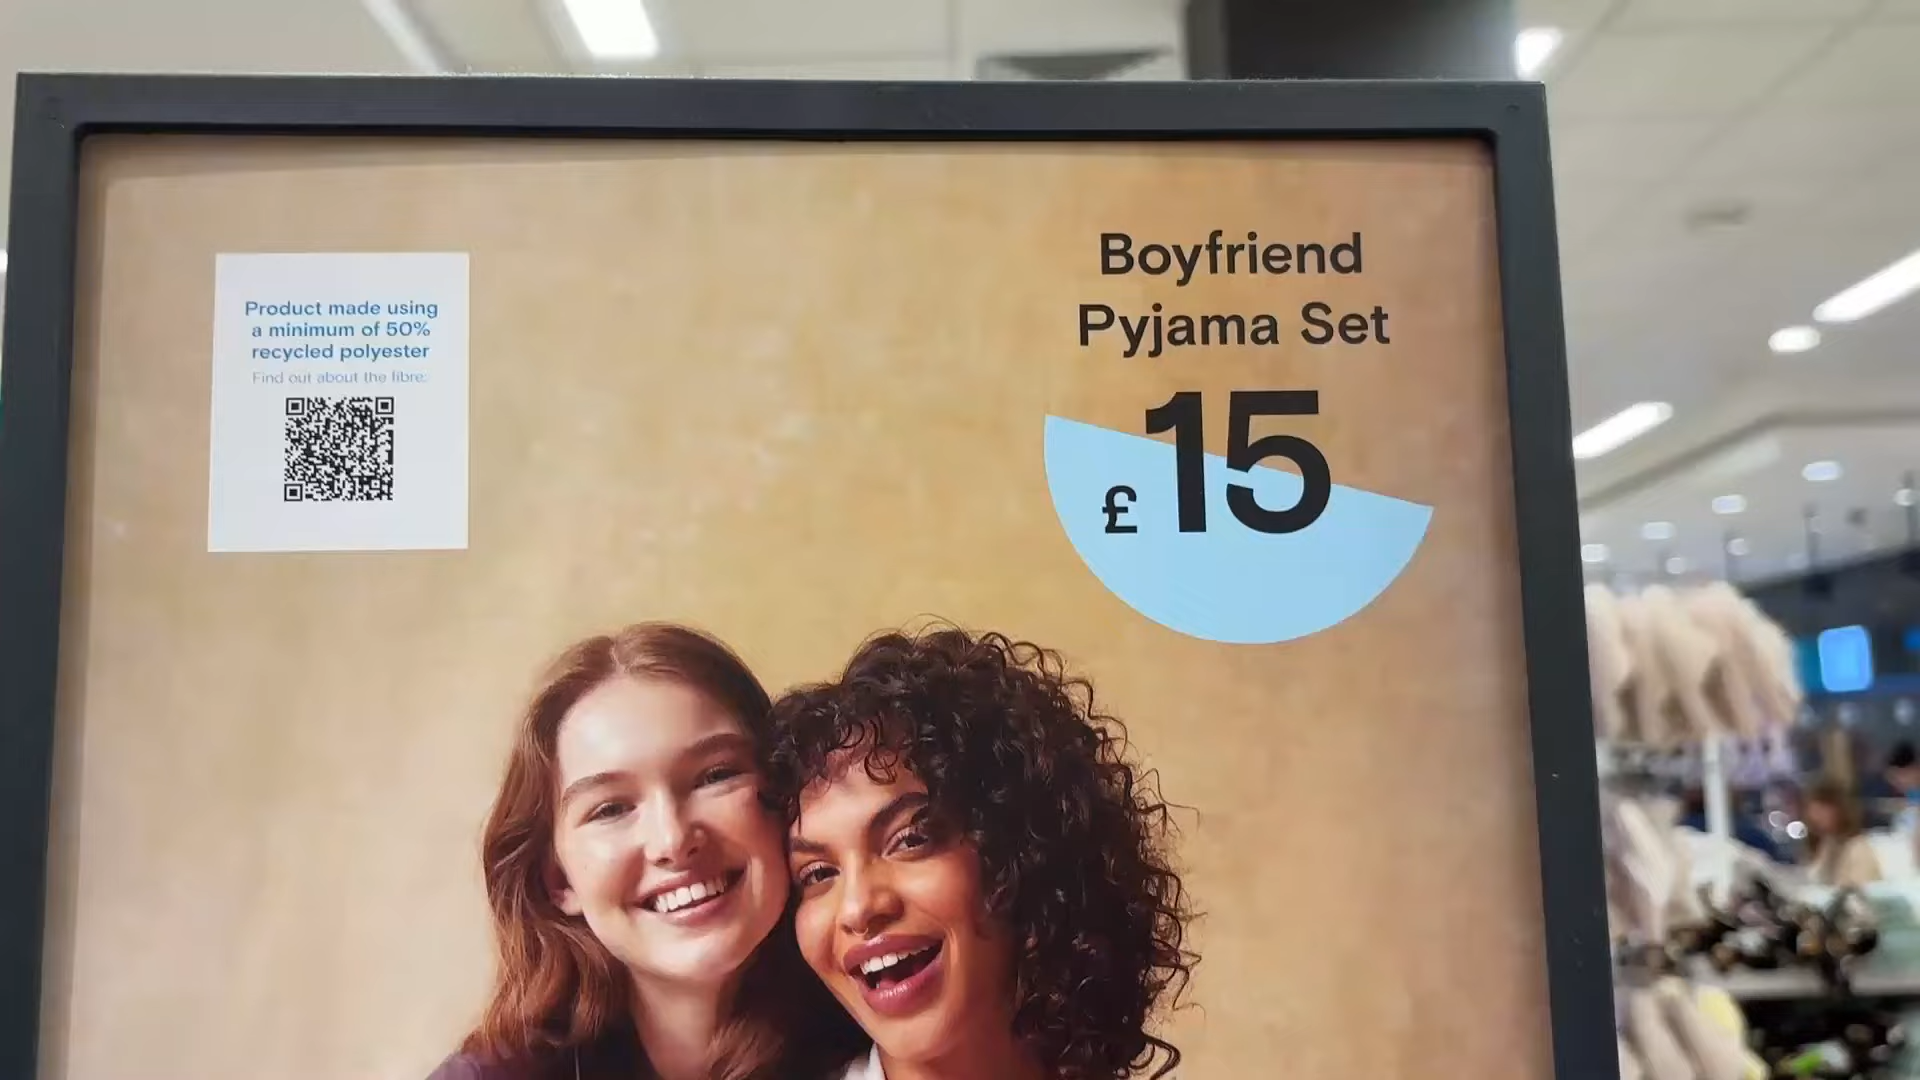 Product made using
a minimum of 50%
recycled polyester
Find out about the fibre:
Boyfriend
Pyjama Set
£15